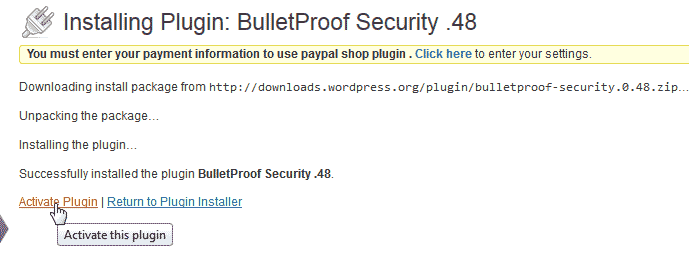 Installing Plugin: BulletProof Security .48
You must enter your payment information to use paypal shop plugin . Click here to enter your settings.
Downloading install package from http://downloads.wordpress.org/plugin/bulletproof-security.0.48.zip…
Unpacking the package…
Installing the plugin…
Successfully installed the plugin BulletProof Security .48.
Activate Plugin | Return to Plugin Installer
Activate this plugin